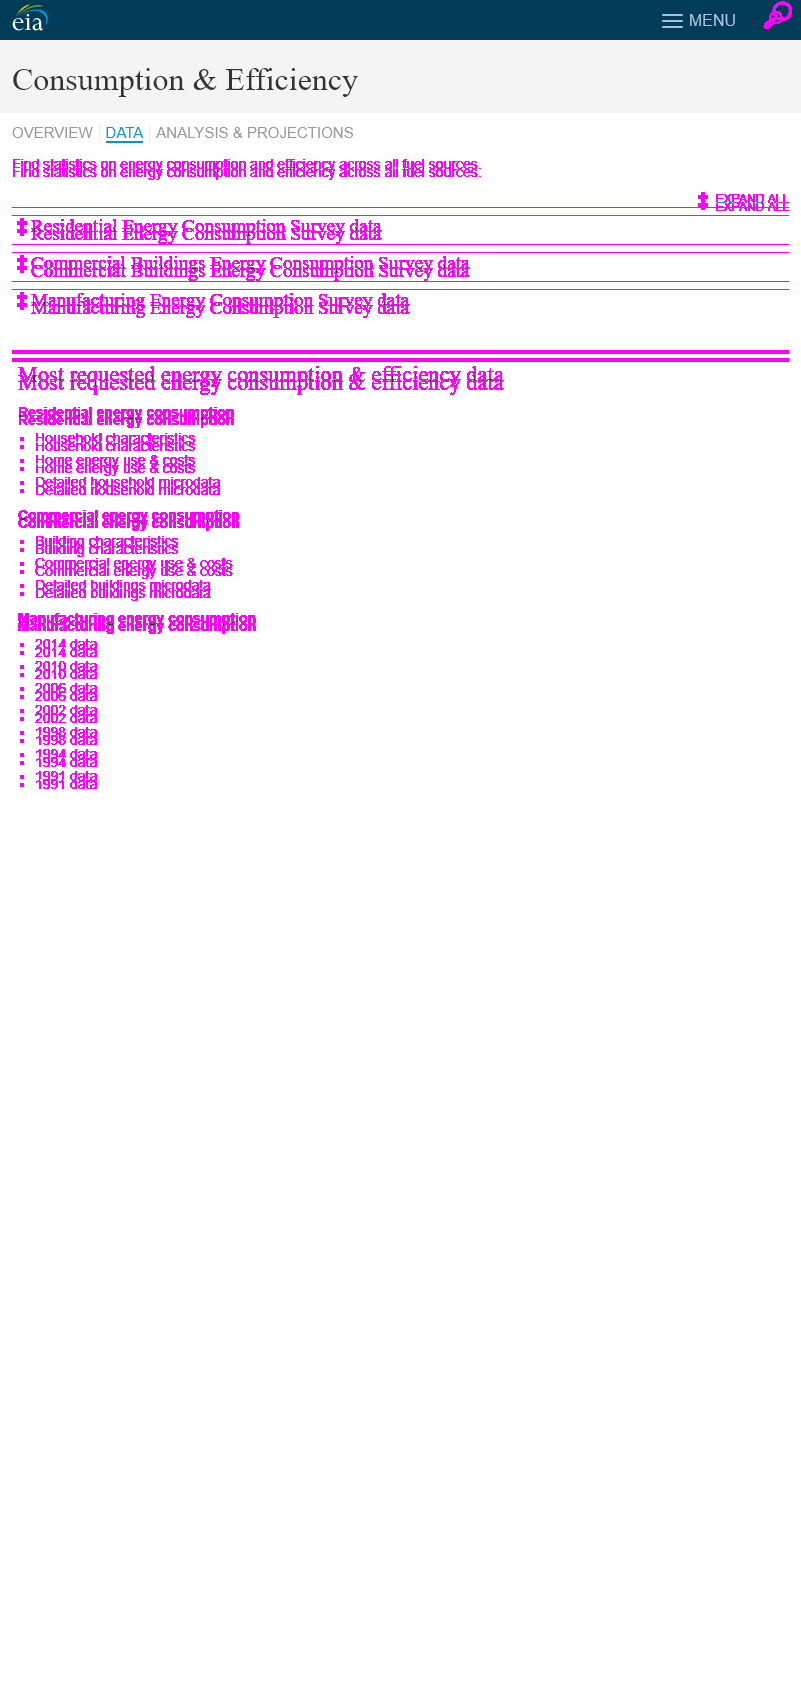 eia
MENU
Consumption & Efficiency
OVERVIEW DATA ANALYSIS & PROJECTIONS
Find statistics on energy consumption and efficiency across all fuel sources.
EXPAND ALL
Residential Energy Consumption Survey data
Commercial Buildings Energy Consumption Survey data
Manufacturing Energy Consumption Survey data
Most requested energy consumption & efficiency data
Residential energy consumption
Household characteristics
Home energy use & costs
Detailed household microdata
Commercial energy consumption
Building characteristics
Commercial energy use & costs
Detailed buildings microdata
Manufacturing energy consumption
2014 data
2010 data
2006 data
2002 data
1998 data
1994 data
1991 data